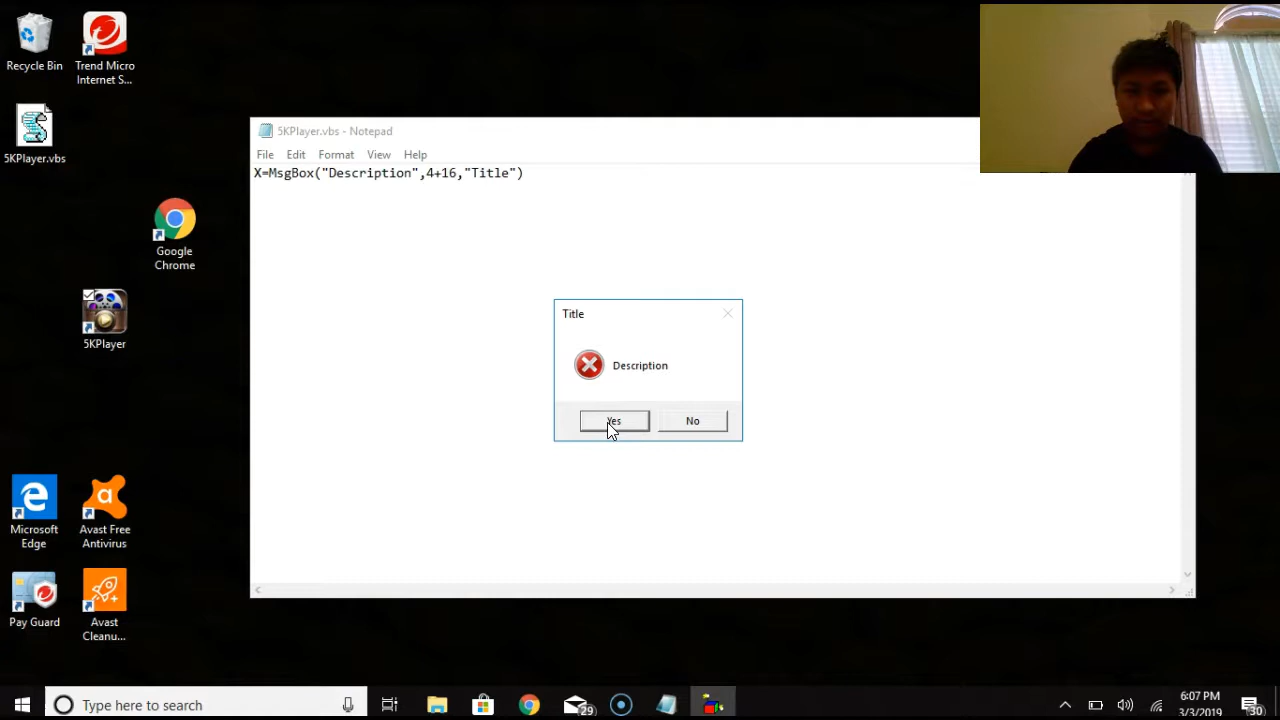 Recycle Bin
Trend Micro
Internet S...
5KPlayer.vbs
Google
Chrome
5KPlayer
Microsoft
Edge
Avast Free
Antivirus
Pay Guard
Avast
Cleanu...
5KPlayer.vbs - Notepad
File Edit Format View Help
X=MsgBox("Description",4+16,"Title")
Title
Description
Yes No
Type here to search
29
6:07 PM
3/3/2019
30